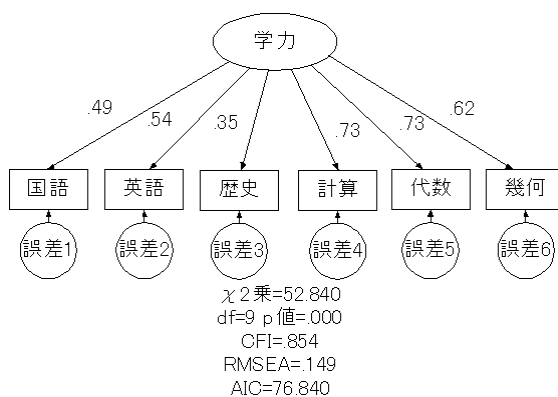 学力
.49
.54
.35
.73
.73
.62
国語
英語
歴史
計算
代数
幾何
誤差1
誤差2
誤差3
誤差4
誤差5
誤差6
χ2乗=52.840
df=9 p値=.000
CFI=.854
RMSEA=.149
AIC=76.840